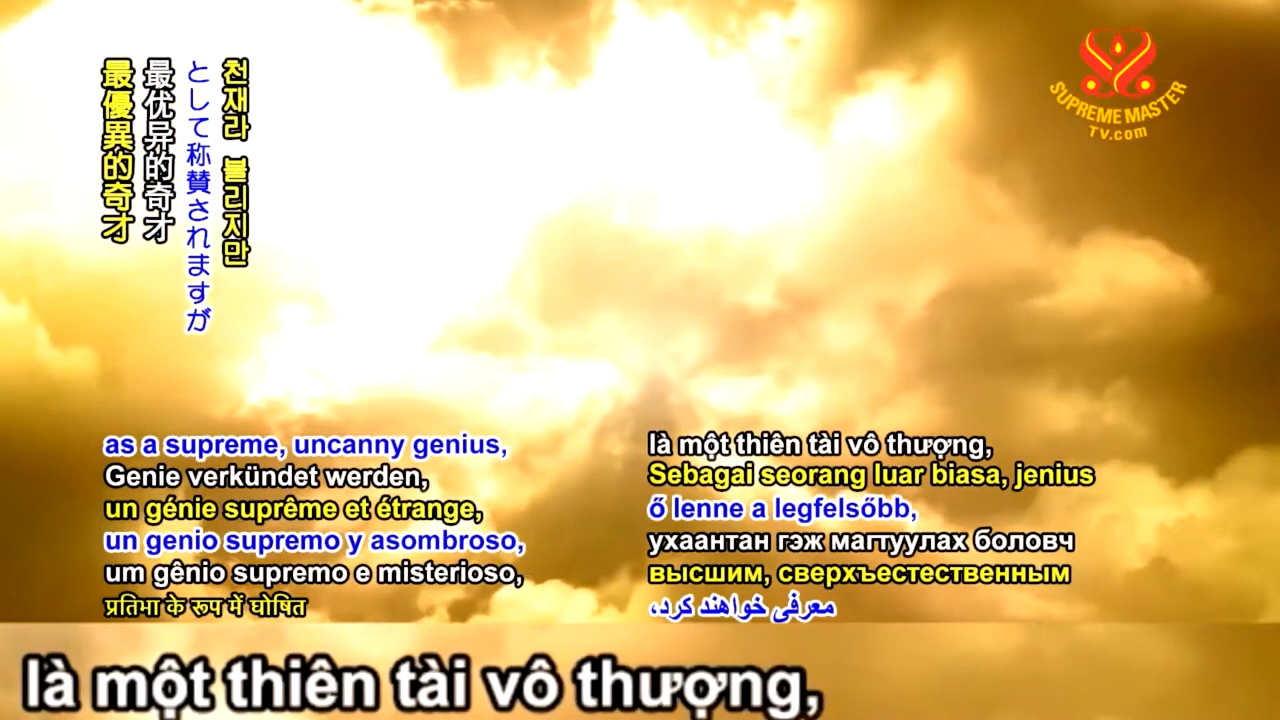 천재라 불리지만
として称賛されますが
最优异的奇才
最優異的奇才
SUPREME MASTER
TV.com
as a supreme, uncanny genius,
Genie verkündet werden,
un génie suprême et étrange,
un genio supremo y asombroso,
um gênio supremo e misterioso,
प्रतिभा के रूप में घोषित
là một thiên tài vô thượng,
Sebagai seorang luar biasa, jenius
ő lenne a legfelsőbb,
ухаантан гэж магтуулах боловч
высшим, сверхъестественным
معرفی خواهند کرد،
là một thiên tài vô thượng,